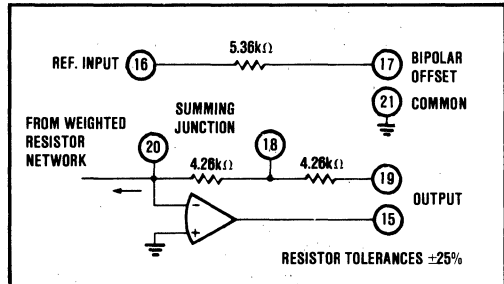 5.36kΩ
REF. INPUT 16 17 BIPOLAR OFFSET
21 COMMON
SUMMING JUNCTION
FROM WEIGHTED RESISTOR NETWORK
20 18
4.26kΩ 4.26kΩ 19
OUTPUT
− 15
+
RESISTOR TOLERANCES ±25%